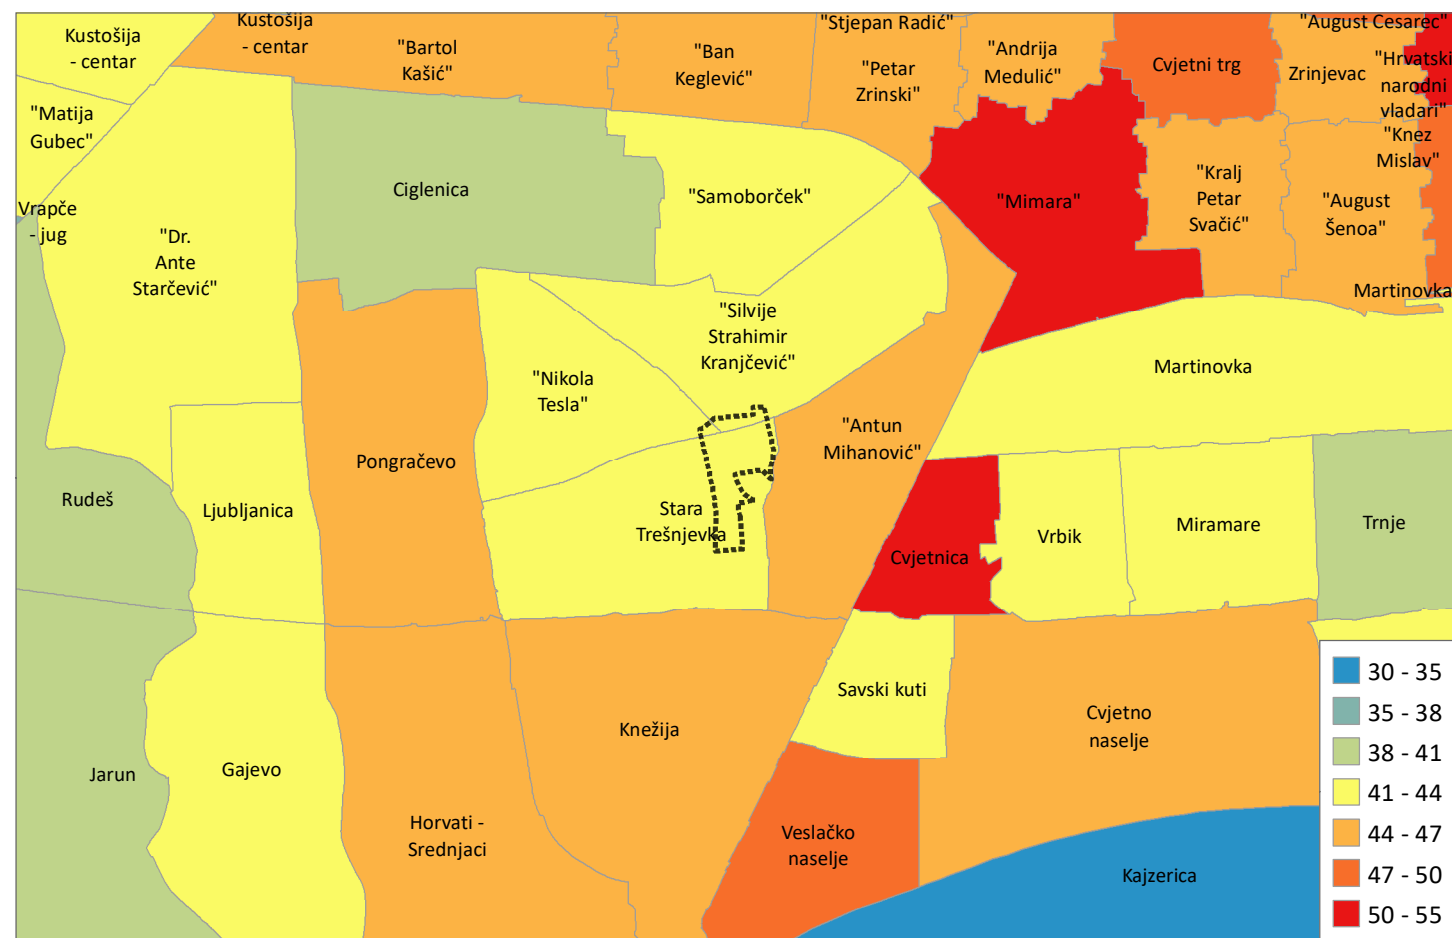 Kustošija
- centar
Kustošija
- centar
"Bartol
Kašić"
"Ban
Keglević"
"Stjepan Radić"
"Petar
Zrinski"
"Andrija
Medulić"
Cvjetni trg
"August Cesarec"
Zrinjevac
"Hrvatski
narodni
vladari"
"Knez
Mislav"
"Matija
Gubec"
Vrapče
- jug
"Dr.
Ante
Starčević"
Ciglenica
"Samoborček"
"Mimara"
"Kralj
Petar
Svačić"
"August
Šenoa"
Martinovka
"Silvije
Strahimir
Kranjčević"
"Nikola
Tesla"
Martinovka
"Antun
Mihanović"
Pongračevo
Rudeš
Ljubljanica
Stara
Trešnjevka
Cvjetnica
Vrbik
Miramare
Trnje
Savski kuti
Cvjetno
naselje
Knežija
Jarun
Gajevo
Horvati -
Srednjaci
Veslačko
naselje
Kajzerica
30 - 35
35 - 38
38 - 41
41 - 44
44 - 47
47 - 50
50 - 55